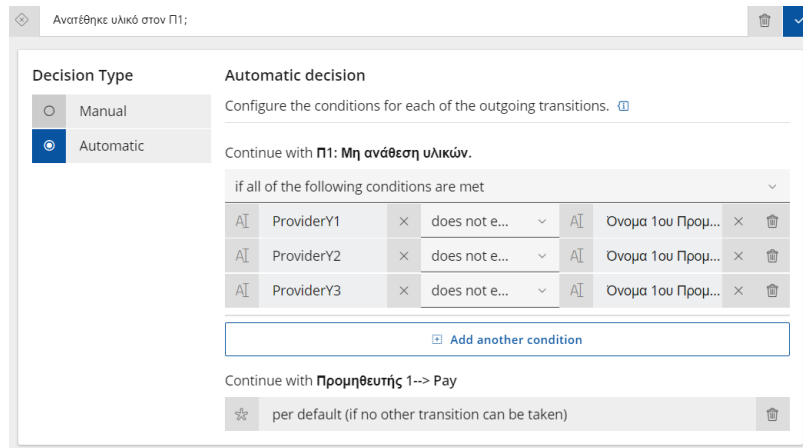 Ανατέθηκε υλικό στον Π1;
Decision Type
Manual
Automatic
Automatic decision
Configure the conditions for each of the outgoing transitions.
Continue with Π1: Μη ανάθεση υλικών.
if all of the following conditions are met
ProviderY1 does not e... Όνομα 1ου Προμ...
ProviderY2 does not e... Όνομα 1ου Προμ...
ProviderY3 does not e... Όνομα 1ου Προμ...
Add another condition
Continue with Προμηθευτής 1--> Pay
per default (if no other transition can be taken)